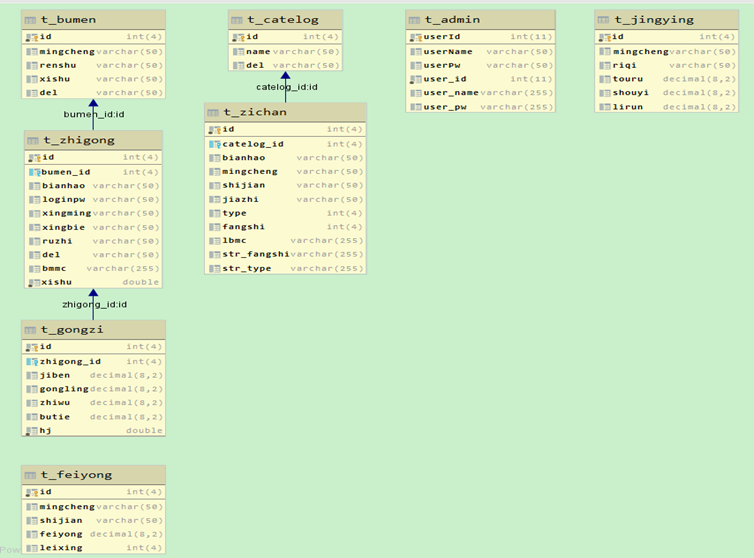 t_bumen
id int(4)
mingcheng varchar(50)
renshu varchar(50)
xishu varchar(50)
del varchar(50)
bumen_id:id
t_zhigong
id int(4)
bumen_id int(4)
bianhao varchar(50)
loginpw varchar(50)
xingming varchar(50)
xingbie varchar(50)
ruzhi varchar(50)
del varchar(50)
bmmc varchar(255)
xishu double
zhigong_id:id
t_gongzi
id int(4)
zhigong_id int(4)
jiben decimal(8,2)
gongling decimal(8,2)
zhiwu decimal(8,2)
butie decimal(8,2)
hj double
t_feiyong
id int(4)
mingcheng varchar(50)
shijian varchar(50)
feiyong decimal(8,2)
leixing int(4)
t_catelog
id int(4)
name varchar(50)
del varchar(50)
catelog_id:id
t_zichan
id int(4)
catelog_id int(4)
bianhao varchar(50)
mingcheng varchar(50)
shijian varchar(50)
jiazhi varchar(50)
type int(4)
fangshi int(4)
lbmc varchar(255)
str_fangshi varchar(255)
str_type varchar(255)
t_admin
userId int(11)
userName varchar(50)
userPw varchar(50)
user_id int(11)
user_name varchar(255)
user_pw varchar(255)
t_jingying
id int(4)
mingcheng varchar(50)
riqi varchar(50)
touru decimal(8,2)
shouyi decimal(8,2)
lirun decimal(8,2)